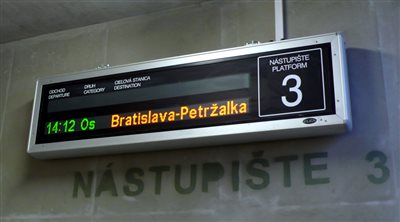 ODCHOD DRUH CIEĽOVÁ STANICA
DEPARTURE CATEGORY DESTINATION
14:12 Os Bratislava-Petržalka
NÁSTUPIŠTE
PLATFORM
3
NÁSTUPIŠTE 3